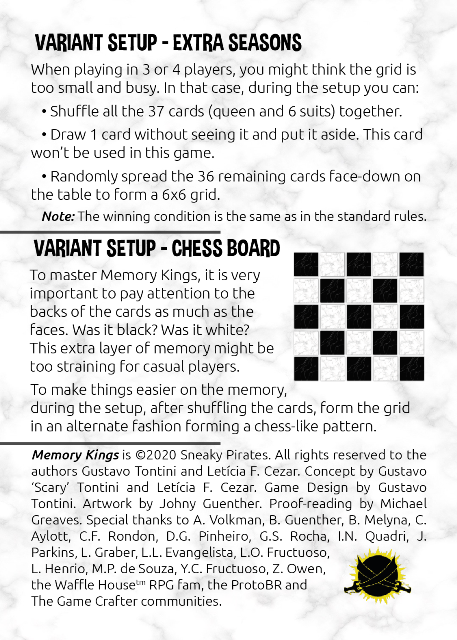 VARIANT SETUP - EXTRA SEASONS
When playing in 3 or 4 players, you might think the grid is
too small and busy. In that case, during the setup you can:
• Shuffle all the 37 cards (queen and 6 suits) together.
• Draw 1 card without seeing it and put it aside. This card
won't be used in this game.
• Randomly spread the 36 remaining cards face-down on
the table to form a 6x6 grid.
Note: The winning condition is the same as in the standard rules.
VARIANT SETUP - CHESS BOARD
To master Memory Kings, it is very
important to pay attention to the
backs of the cards as much as the
faces. Was it black? Was it white?
This extra layer of memory might be
too straining for casual players.
To make things easier on the memory,
during the setup, after shuffling the cards, form the grid
in an alternate fashion forming a chess-like pattern.
Memory Kings is ©2020 Sneaky Pirates. All rights reserved to the
authors Gustavo Tontini and Letícia F. Cezar. Concept by Gustavo
'Scary' Tontini and Letícia F. Cezar. Game Design by Gustavo
Tontini. Artwork by Johny Guenther. Proof-reading by Michael
Greaves. Special thanks to A. Volkman, B. Guenther, B. Melyna, C.
Aylott, C.F. Rondon, D.G. Pinheiro, G.S. Rocha, I.N. Quadri, J.
Parkins, L. Graber, L.L. Evangelista, L.O. Fructuoso,
L. Henrio, M.P. de Souza, Y.C. Fructuoso, Z. Owen,
the Waffle House™ RPG fam, the ProtoBR and
The Game Crafter communities.